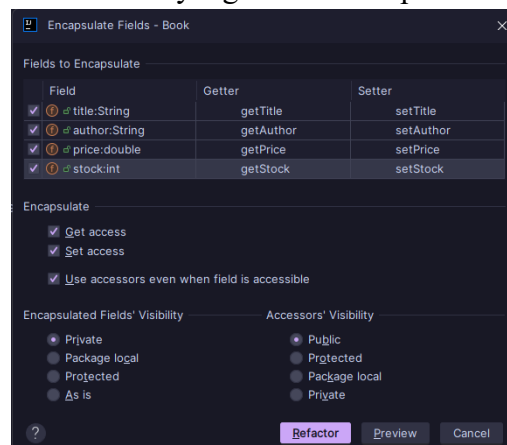 Encapsulate Fields - Book
Fields to Encapsulate
Field Getter Setter
title:String getTitle setTitle
author:String getAuthor setAuthor
price:double getPrice setPrice
stock:int getStock setStock
Encapsulate
Get access
Set access
Use accessors even when field is accessible
Encapsulated Fields' Visibility Accessors' Visibility
Private Public
Package local Protected
Protected Package local
As is Private
? Refactor Preview Cancel